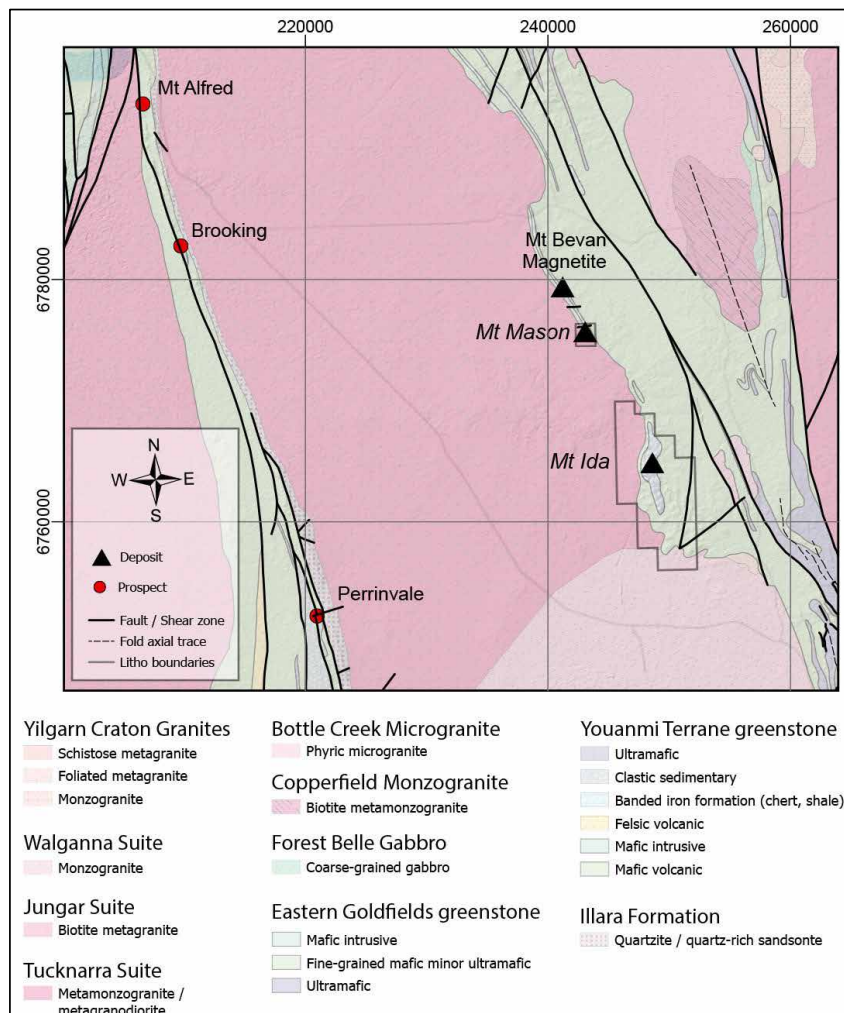 220000
240000
260000
Mt Alfred
Brooking
Mt Bevan
Magnetite
6780000
Mt Mason
Mt Ida
6760000
Perrinvale
N
W
E
S
Deposit
Prospect
Fault / Shear zone
Fold axial trace
Litho boundaries
Yilgarn Craton Granites
Schistose metagranite
Foliated metagranite
Monzogranite
Walganna Suite
Monzogranite
Jungar Suite
Biotite metagranite
Tucknarra Suite
Metamonzogranite /
metagranodiorite
Bottle Creek Microgranite
Phyric microgranite
Copperfield Monzogranite
Biotite metamonzogranite
Forest Belle Gabbro
Coarse-grained gabbro
Eastern Goldfields greenstone
Mafic intrusive
Fine-grained mafic minor ultramafic
Ultramafic
Youanmi Terrane greenstone
Ultramafic
Clastic sedimentary
Banded iron formation (chert, shale)
Felsic volcanic
Mafic intrusive
Mafic volcanic
Illara Formation
Quartzite / quartz-rich sandsonte